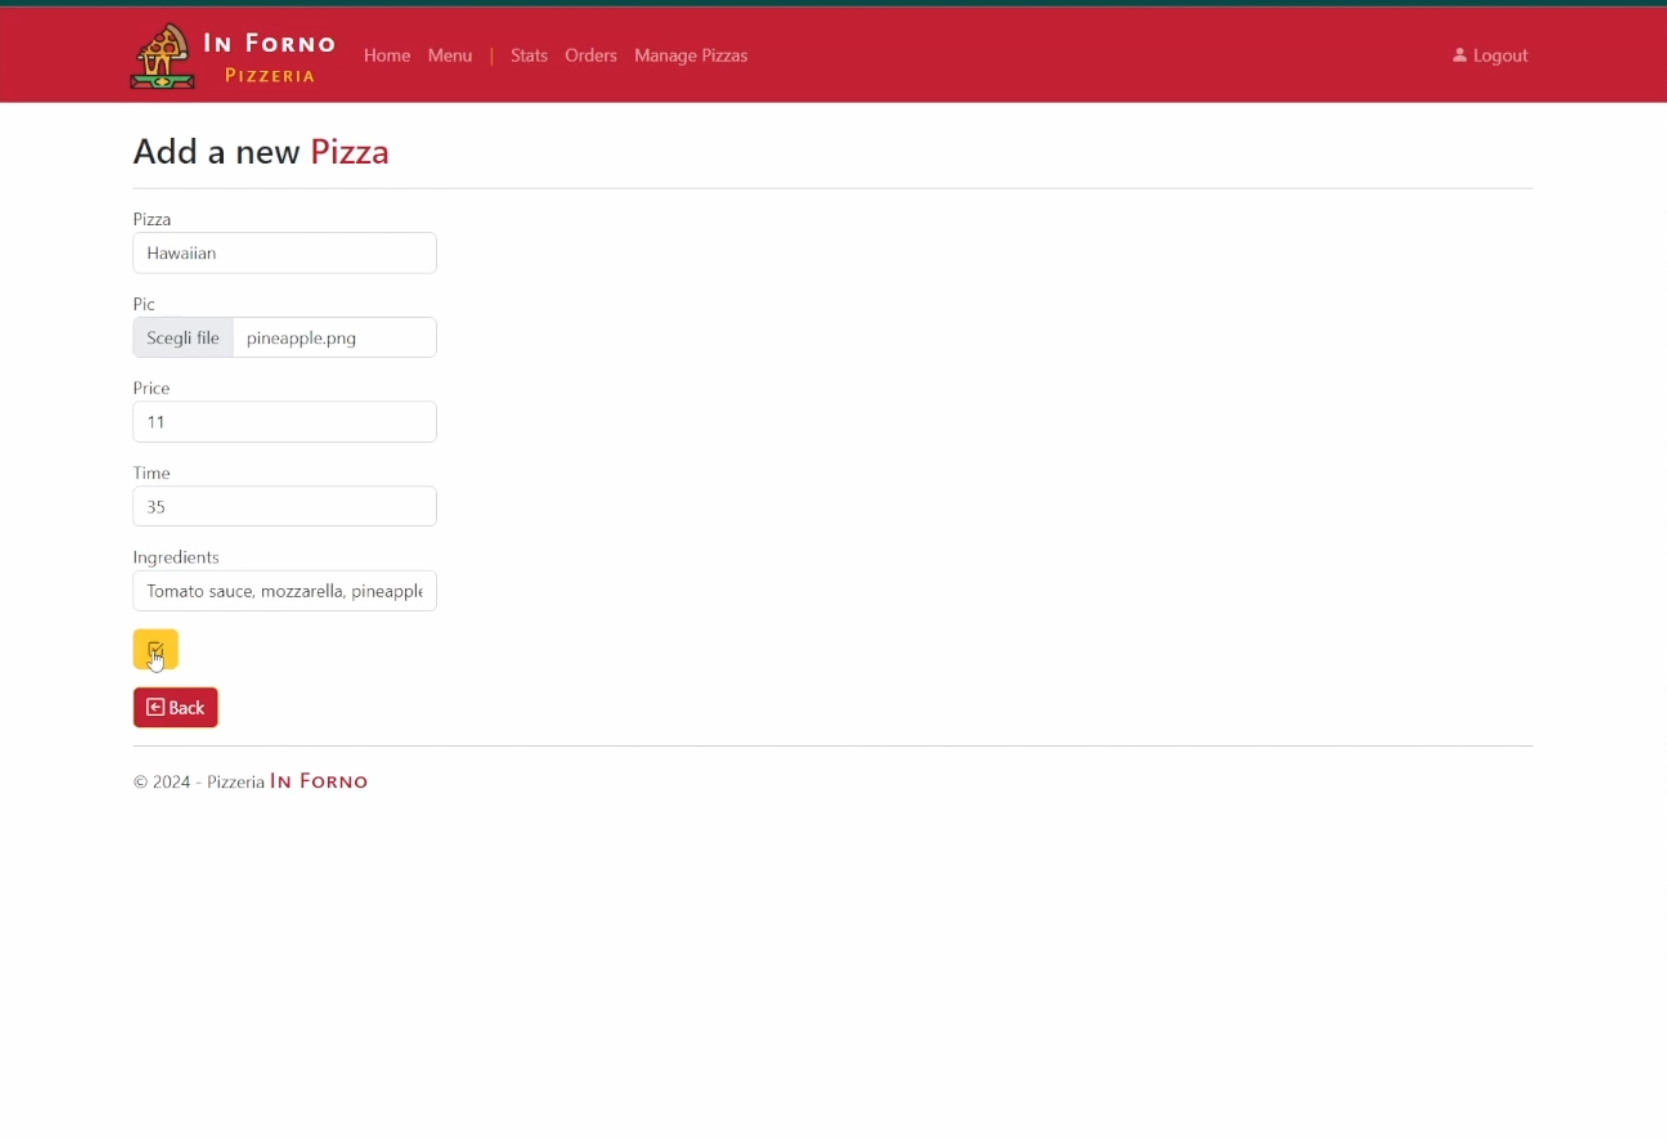 IN FORNO
PIZZERIA
Home Menu | Stats Orders Manage Pizzas
Logout
Add a new Pizza
Pizza
Hawaiian
Pic
Scegli file pineapple.png
Price
11
Time
35
Ingredients
Tomato sauce, mozzarella, pineapple
Back
© 2024 - Pizzeria IN FORNO